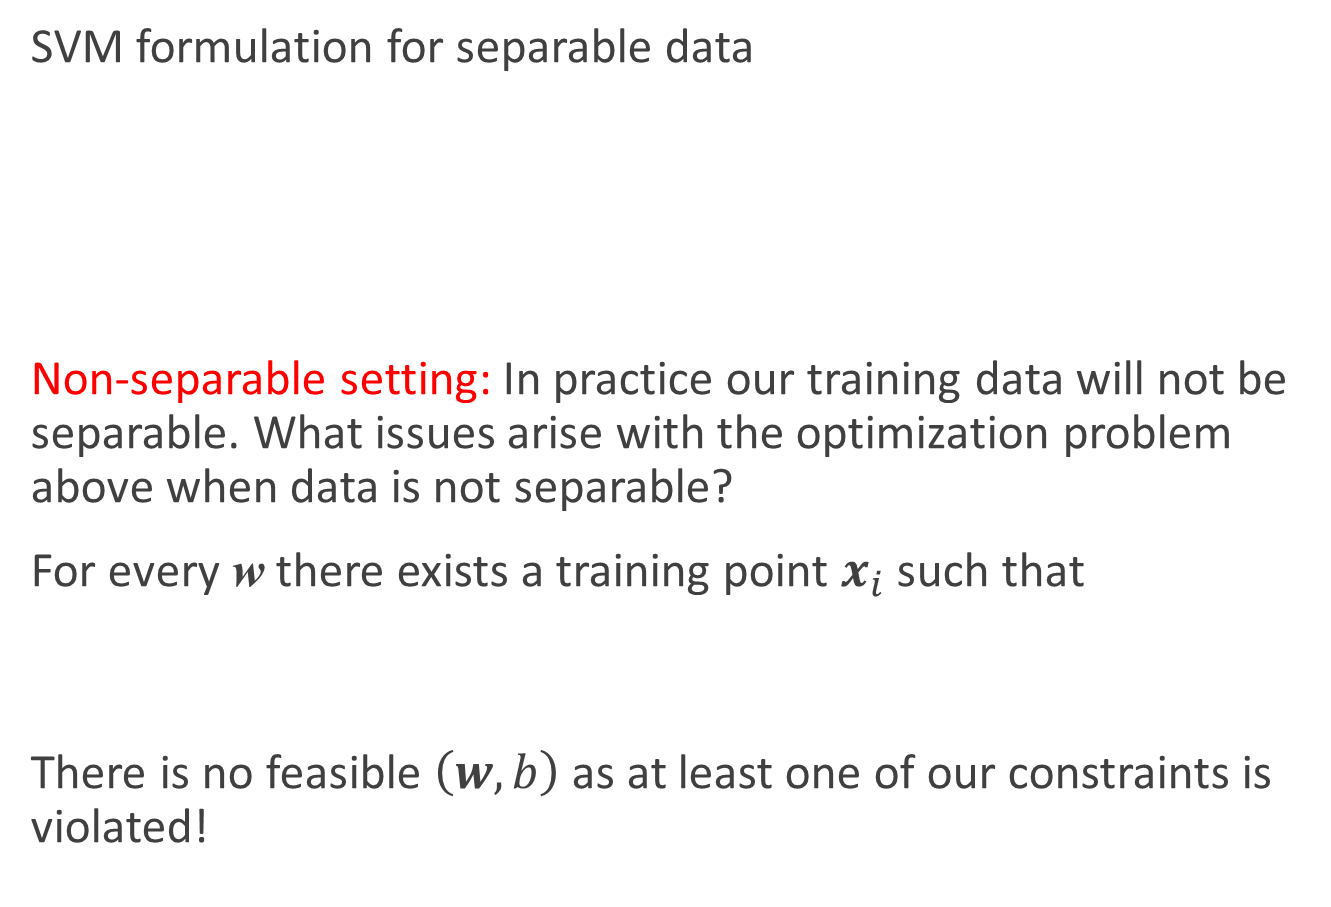 SVM formulation for separable data
Non-separable setting: In practice our training data will not be
separable. What issues arise with the optimization problem
above when data is not separable?
For every 𝒘 there exists a training point 𝒙ᵢ such that
There is no feasible (𝒘, 𝑏) as at least one of our constraints is
violated!